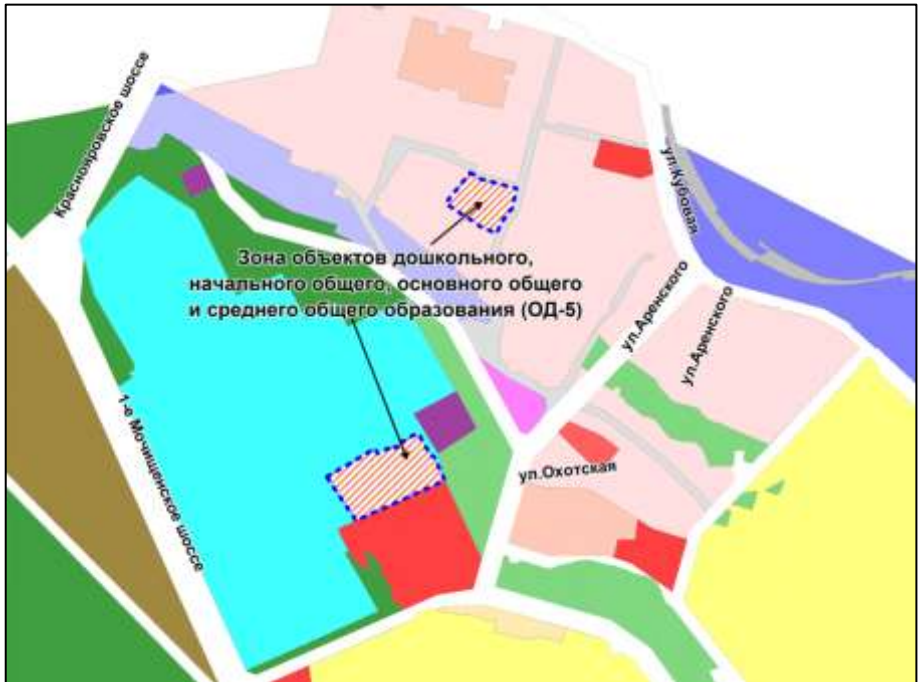 Краснояровское шоссе
ул.Кубовая
Зона объектов дошкольного,
начального общего, основного общего
и среднего общего образования (ОД-5)
ул.Аренского
ул.Аренского
1-е Мочищенское шоссе
ул.Охотская